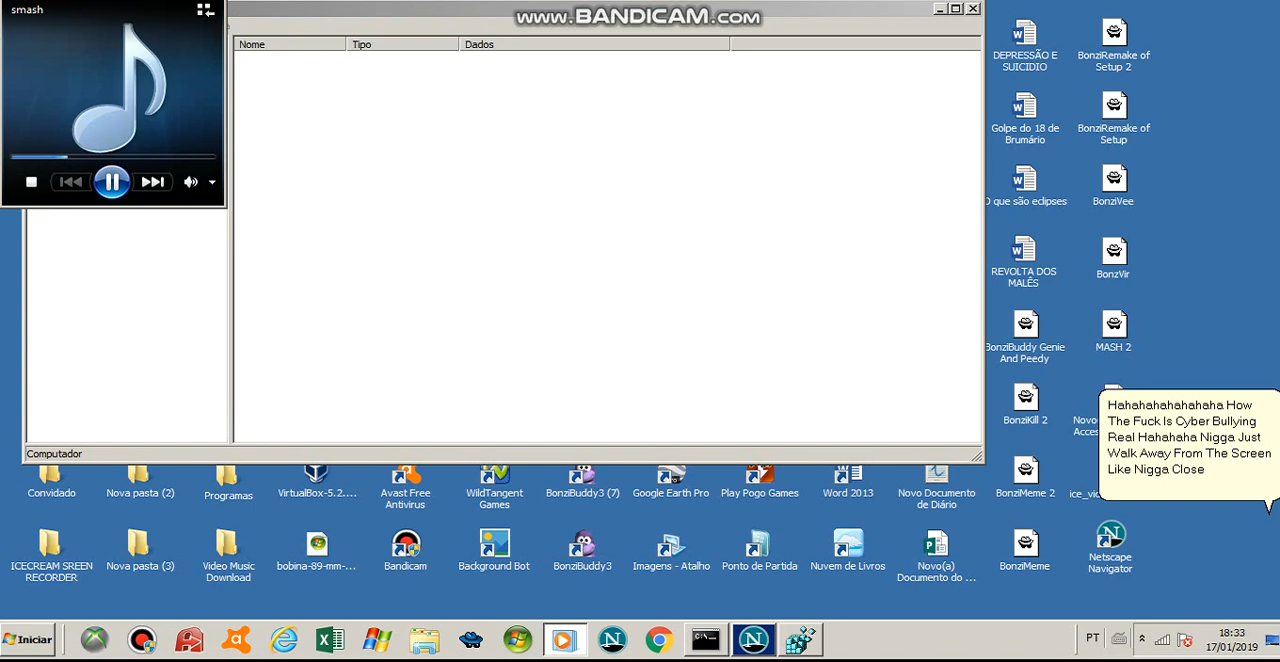 smash
www.BANDICAM.com
Nome Tipo Dados
DEPRESSÃO E
SUICIDIO
BonziRemake of
Setup 2
Golpe do 18 de
Brumário
BonziRemake of
Setup
O que são eclipses
BonziVee
REVOLTA DOS
MALÊS
BonzVir
BonziBuddy Genie
And Peedy
MASH 2
BonziKill 2
Novo
Acces
Hahahahahahahaha How
The Fuck Is Cyber Bullying
Real Hahahaha Nigga Just
Walk Away From The Screen
Like Nigga Close
Computador
Convidado
Nova pasta (2)
Programas
VirtualBox-5.2....
Avast Free
Antivirus
WildTangent
Games
BonziBuddy3 (7)
Google Earth Pro
Play Pogo Games
Word 2013
Novo Documento
de Diário
BonziMeme 2
ICECREAM SREEN
RECORDER
Nova pasta (3)
Video Music
Download
bobina-89-mm-...
Bandicam
Background Bot
BonziBuddy3
Imagens - Atalho
Ponto de Partida
Nuvem de Livros
Novo(a)
Documento do ...
BonziMeme
Netscape
Navigator
Iniciar
PT
18:33
17/01/2019